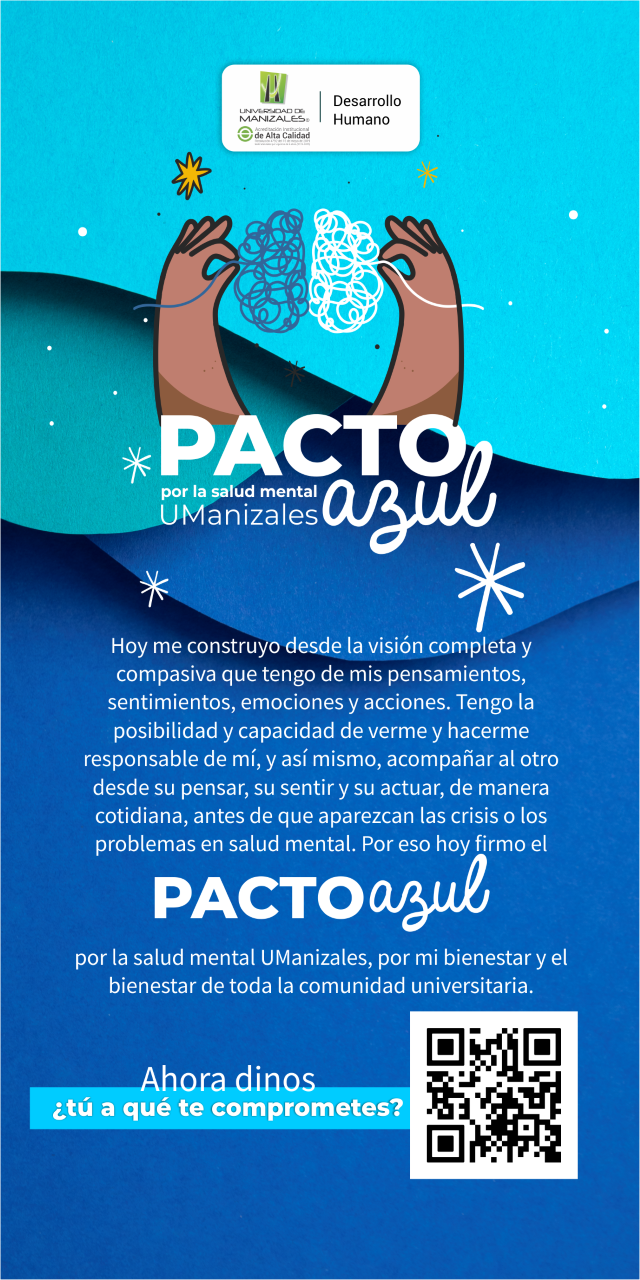 UNIVERSIDAD DE
MANIZALES®
Acreditación Institucional
de Alta Calidad
Desarrollo
Humano
PACTO
azul
por la salud mental
UManizales
Hoy me construyo desde la visión completa y
compasiva que tengo de mis pensamientos,
sentimientos, emociones y acciones. Tengo la
posibilidad y capacidad de verme y hacerme
responsable de mí, y así mismo, acompañar al otro
desde su pensar, su sentir y su actuar, de manera
cotidiana, antes de que aparezcan las crisis o los
problemas en salud mental. Por eso hoy firmo el
PACTO azul
por la salud mental UManizales, por mi bienestar y el
bienestar de toda la comunidad universitaria.
Ahora dinos
¿tú a qué te comprometes?